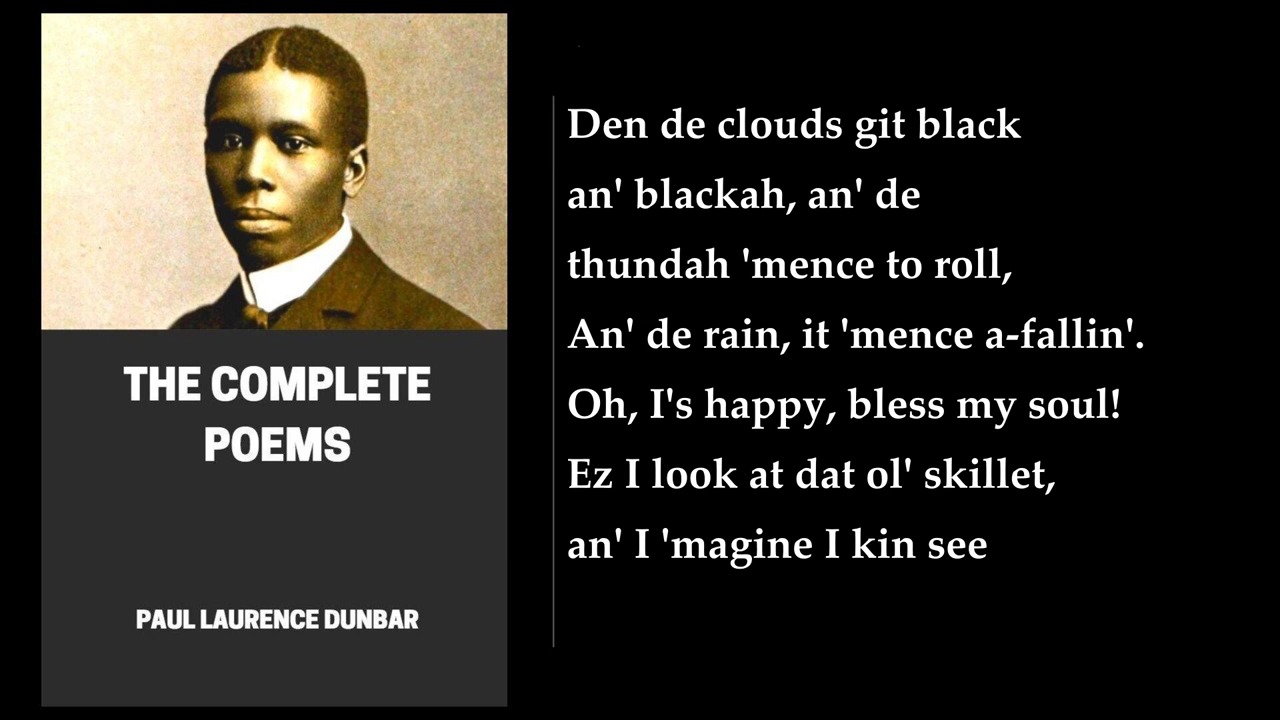 THE COMPLETE
POEMS
PAUL LAURENCE DUNBAR
Den de clouds git black
an' blackah, an' de
thundah 'mence to roll,
An' de rain, it 'mence a-fallin'.
Oh, I's happy, bless my soul!
Ez I look at dat ol' skillet,
an' I 'magine I kin see